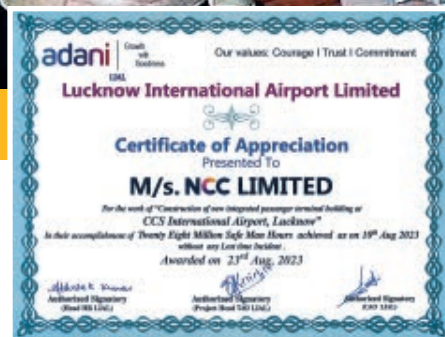 adani
Growth
with
Goodness
LIAL
Our values: Courage I Trust I Commitment
Lucknow International Airport Limited
Certificate of Appreciation
Presented To
M/s. NCC LIMITED
For the work of "Construction of new integrated passenger terminal building at
CCS International Airport, Lucknow"
In their accomplishment of Twenty Eight Million Safe Man Hours achieved as on 10th Aug 2023
without any Lost time Incident.
Awarded on 23rd Aug, 2023
Authorized Signatory
(Project Head
Authorized Signatory
Authorized Signatory